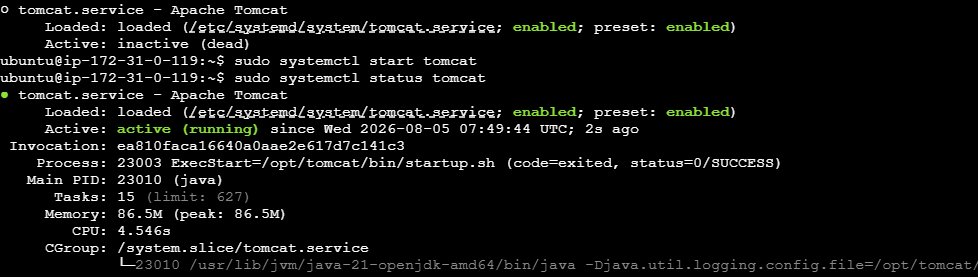 ○ tomcat.service - Apache Tomcat
Loaded: loaded (/etc/systemd/system/tomcat.service; enabled; preset: enabled)
Active: inactive (dead)
ubuntu@ip-172-31-0-119:~$ sudo systemctl start tomcat
ubuntu@ip-172-31-0-119:~$ sudo systemctl status tomcat
● tomcat.service - Apache Tomcat
Loaded: loaded (/etc/systemd/system/tomcat.service; enabled; preset: enabled)
Active: active (running) since Wed 2026-08-05 07:49:44 UTC; 2s ago
Invocation: ea810faca16640a0aae2e617d7c141c3
Process: 23003 ExecStart=/opt/tomcat/bin/startup.sh (code=exited, status=0/SUCCESS)
Main PID: 23010 (java)
Tasks: 15 (limit: 627)
Memory: 86.5M (peak: 86.5M)
CPU: 4.546s
CGroup: /system.slice/tomcat.service
└─23010 /usr/lib/jvm/java-21-openjdk-amd64/bin/java -Djava.util.logging.config.file=/opt/tomcat/